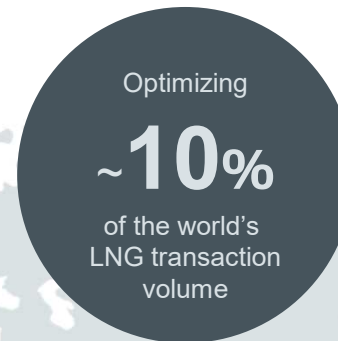 Optimizing
~10%
of the world's
LNG transaction
volume